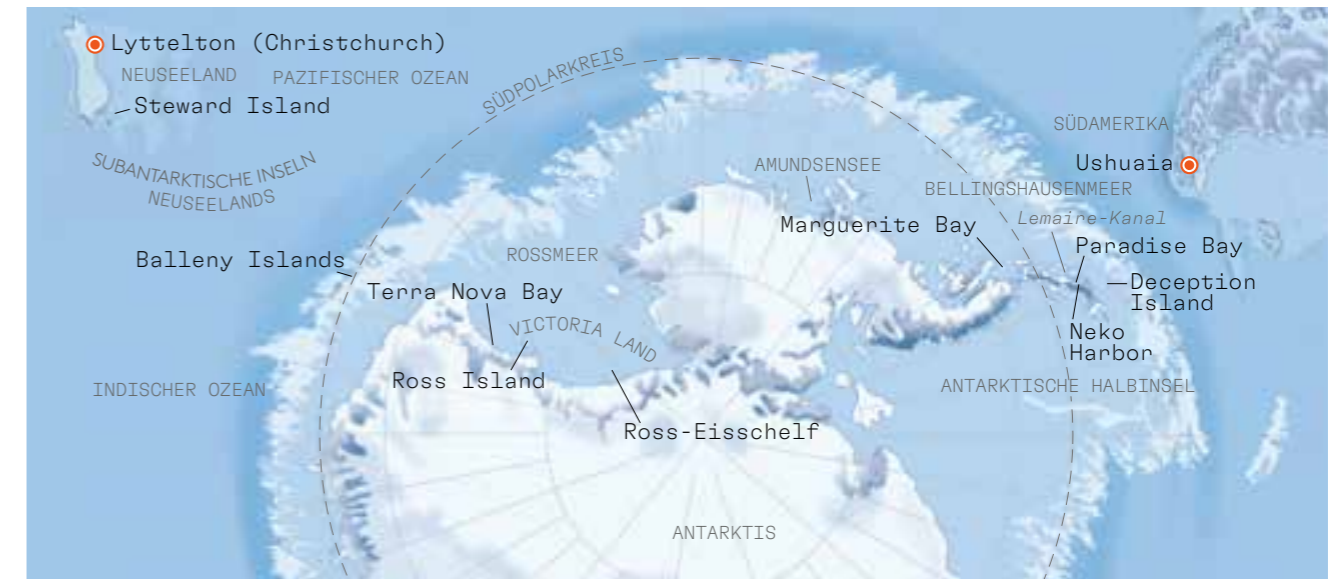 Lyttelton (Christchurch)
NEUSEELAND
PAZIFISCHER OZEAN
Steward Island
SUBANTARKTISCHE INSELN
NEUSEELANDS
SÜDPOLARKREIS
SÜDAMERIKA
Ushuaia
AMUNDSENSEE
BELLINGSHAUSENMEER
Marguerite Bay
Lemaire-Kanal
Paradise Bay
Deception
Island
Neko
Harbor
Balleny Islands
ROSSMEER
Terra Nova Bay
VICTORIA LAND
Ross Island
INDISCHER OZEAN
ANTARKTISCHE HALBINSEL
Ross-Eisschelf
ANTARKTIS